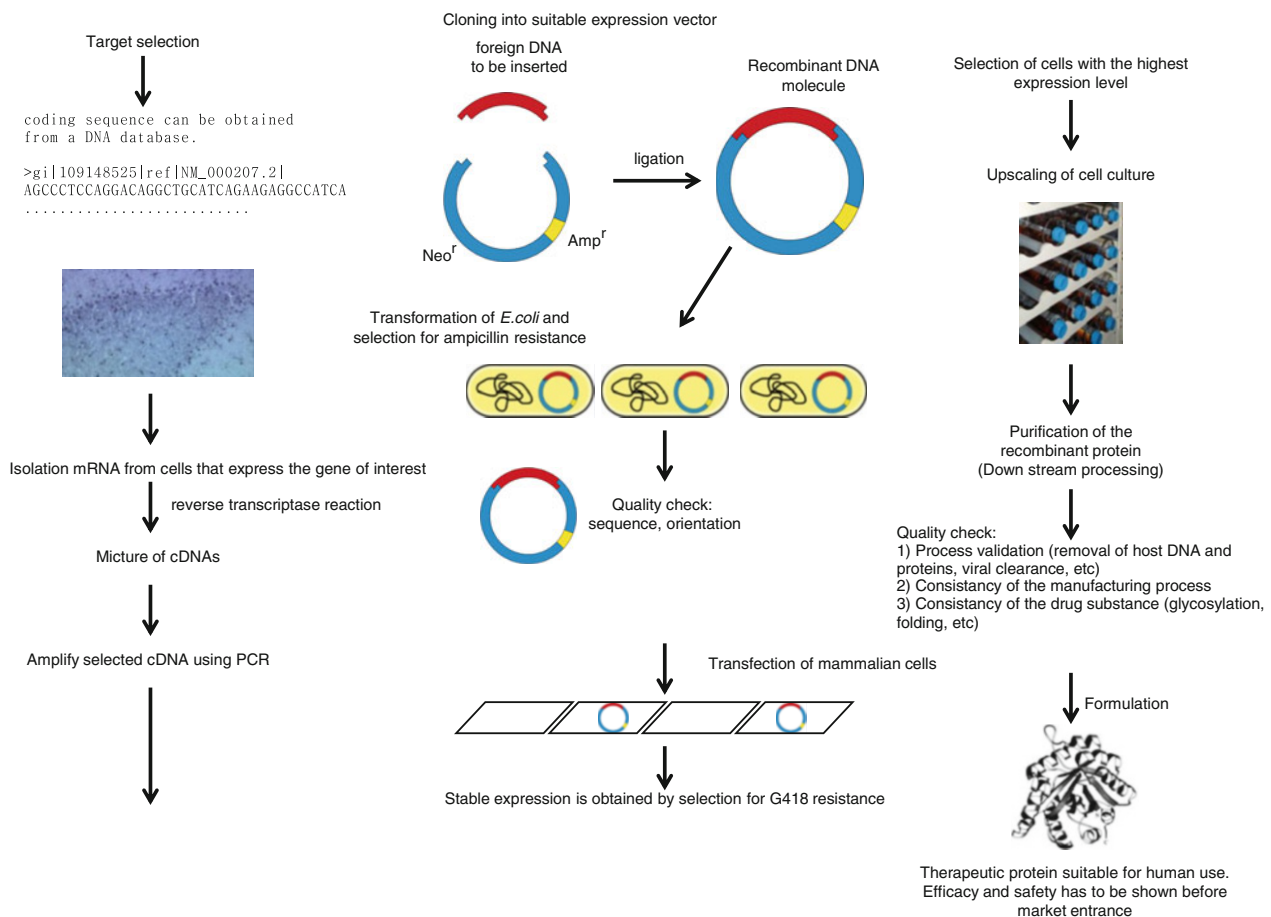 Target selection
coding sequence can be obtained
from a DNA database.
>gi|109148525|ref|NM_000207.2|
AGCCCTCCAGGACAGGCTGCATCAGAAGAGGCCATCA
.........................
Isolation mRNA from cells that express the gene of interest
reverse transcriptase reaction
Micture of cDNAs
Amplify selected cDNA using PCR
Cloning into suitable expression vector
foreign DNA
to be inserted
Recombinant DNA
molecule
ligation
Neoʳ
Ampʳ
Transformation of E.coli and
selection for ampicillin resistance
Quality check:
sequence, orientation
Transfection of mammalian cells
Stable expression is obtained by selection for G418 resistance
Selection of cells with the highest
expression level
Upscaling of cell culture
Purification of the
recombinant protein
(Down stream processing)
Quality check:
1) Process validation (removal of host DNA and
proteins, viral clearance, etc)
2) Consistancy of the manufacturing process
3) Consistancy of the drug substance (glycosylation,
folding, etc)
Formulation
Therapeutic protein suitable for human use.
Efficacy and safety has to be shown before
market entrance